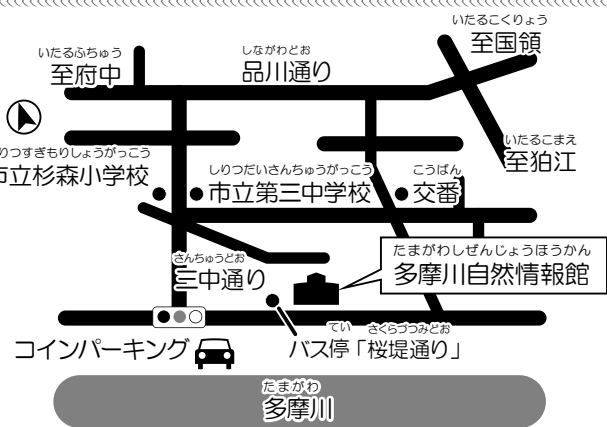 いたるふちゅう
至府中
しながわどお
品川通り
いたるこくりょう
至国領
りつすぎもりしょうがっこう
市立杉森小学校
しりつだいさんちゅうがっこう
市立第三中学校
こうばん
交番
いたるこまえ
至狛江
さんちゅうどお
三中通り
たまがわしぜんじょうほうかん
多摩川自然情報館
コインパーキング
てい さくらづつみどお
バス停「桜堤通り」
たまがわ
多摩川